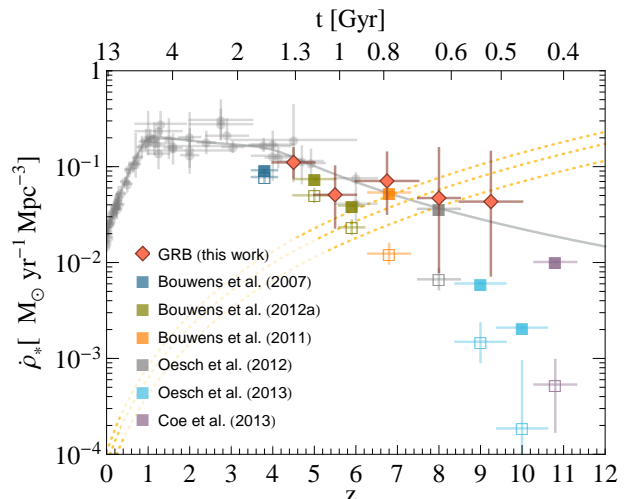 t [Gyr]
13 4 2 1.3 1 0.8 0.6 0.5 0.4
1
10⁻¹
10⁻²
10⁻³
10⁻⁴
ρ̇*[ M⊙ yr⁻¹ Mpc⁻³]
GRB (this work)
Bouwens et al. (2007)
Bouwens et al. (2012a)
Bouwens et al. (2011)
Oesch et al. (2012)
Oesch et al. (2013)
Coe et al. (2013)
0 1 2 3 4 5 6 7 8 9 10 11 12
z